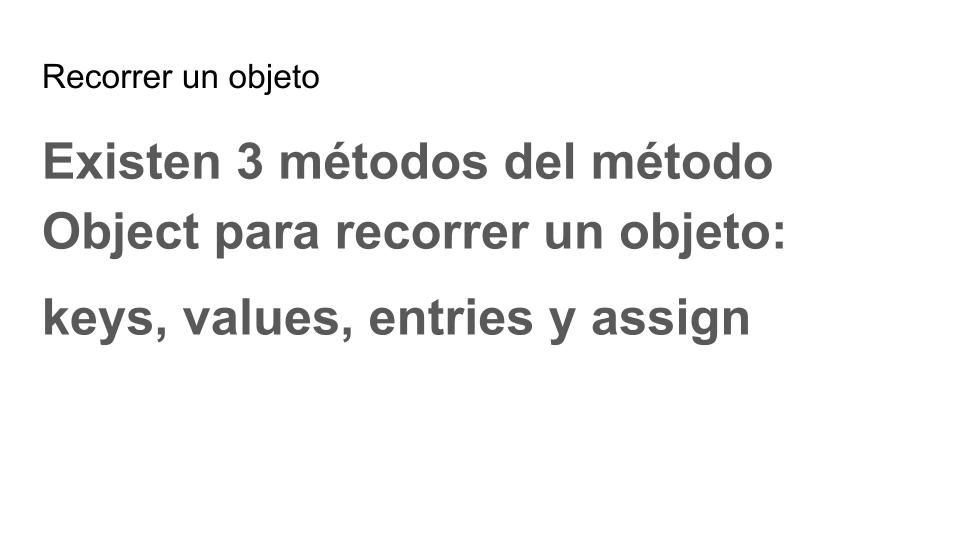 Recorrer un objeto
Existen 3 métodos del método
Object para recorrer un objeto:
keys, values, entries y assign